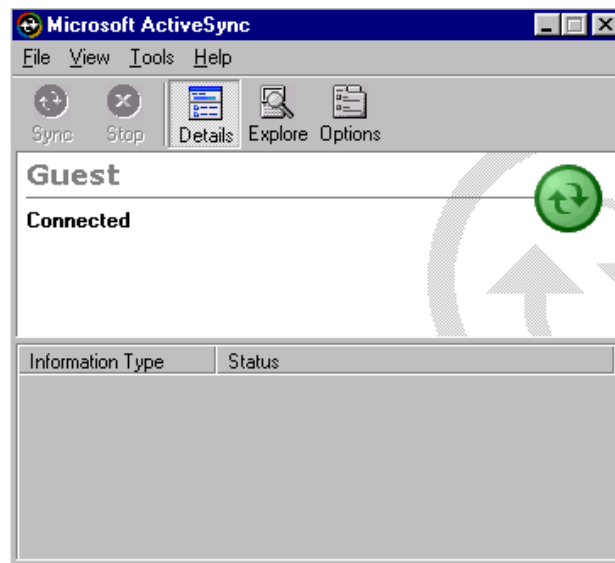 Microsoft ActiveSync
File View Tools Help
Sync Stop Details Explore Options
Guest
Connected
Information Type Status